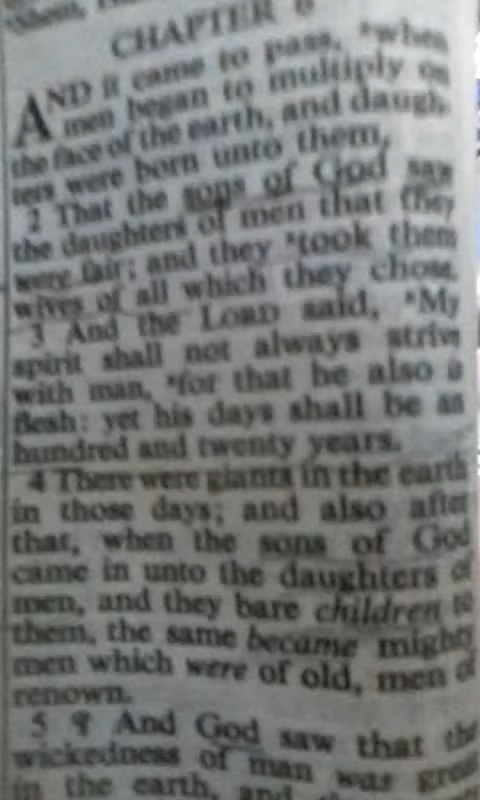 CHAPTER 6
AND it came to pass, *when
men began to multiply on
the face of the earth, and daugh-
ters were born unto them,
2 That the sons of God saw
the daughters of men that they
were fair; and they *took them
wives of all which they chose.
3 And the LORD said, *My
spirit shall not always strive
with man, *for that he also is
flesh: yet his days shall be an
hundred and twenty years.
4 There were giants in the earth
in those days; and also after
that, when the sons of God
came in unto the daughters of
men, and they bare children to
them, the same became mighty
men which were of old, men of
renown.
5 ¶ And God saw that the
wickedness of man was great
in the earth, and